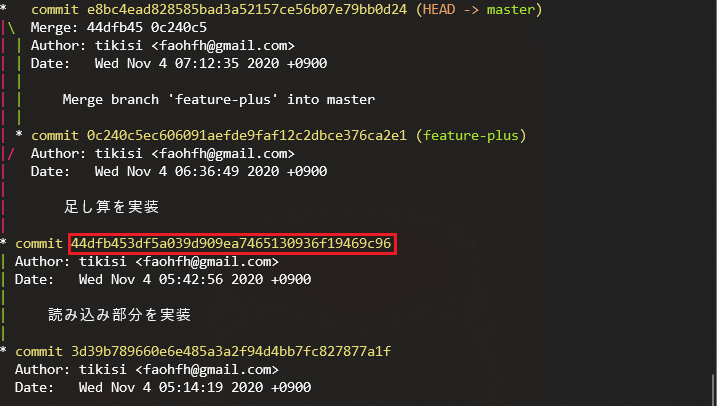 * commit e8bc4ead828585bad3a52157ce56b07e79bb0d24 (HEAD -> master)
|\ Merge: 44dfb45 0c240c5
| | Author: tikisi <faohfh@gmail.com>
| | Date: Wed Nov 4 07:12:35 2020 +0900
| |
| | Merge branch 'feature-plus' into master
| |
| * commit 0c240c5ec606091aefde9faf12c2dbce376ca2e1 (feature-plus)
|/ Author: tikisi <faohfh@gmail.com>
| Date: Wed Nov 4 06:36:49 2020 +0900
|
| 足し算を実装
|
* commit 44dfb453df5a039d909ea7465130936f19469c96
| Author: tikisi <faohfh@gmail.com>
| Date: Wed Nov 4 05:42:56 2020 +0900
|
| 読み込み部分を実装
|
* commit 3d39b789660e6e485a3a2f94d4bb7fc827877a1f
Author: tikisi <faohfh@gmail.com>
Date: Wed Nov 4 05:14:19 2020 +0900